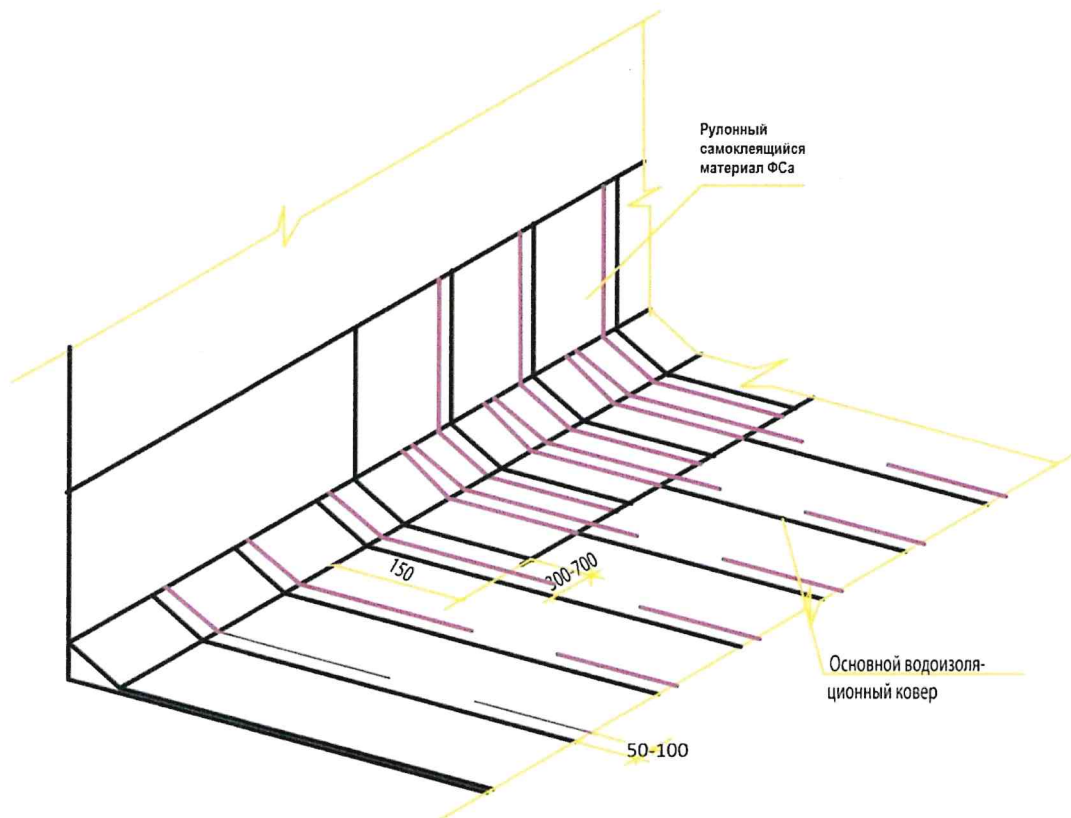 Рулонный
самоклеящийся
материал ФСа
150
300-700
Основной водоизоля-
ционный ковер
50-100